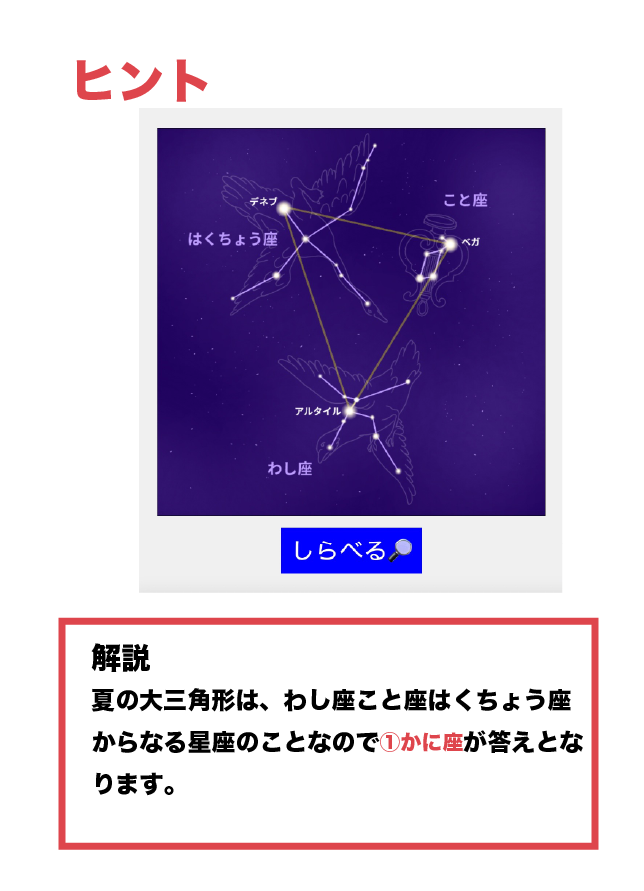 ヒント
デネブ
こと座
はくちょう座
ベガ
アルタイル
わし座
しらべる🔎
解説
夏の大三角形は、わし座こと座はくちょう座
からなる星座のことなので①かに座が答えとな
ります。